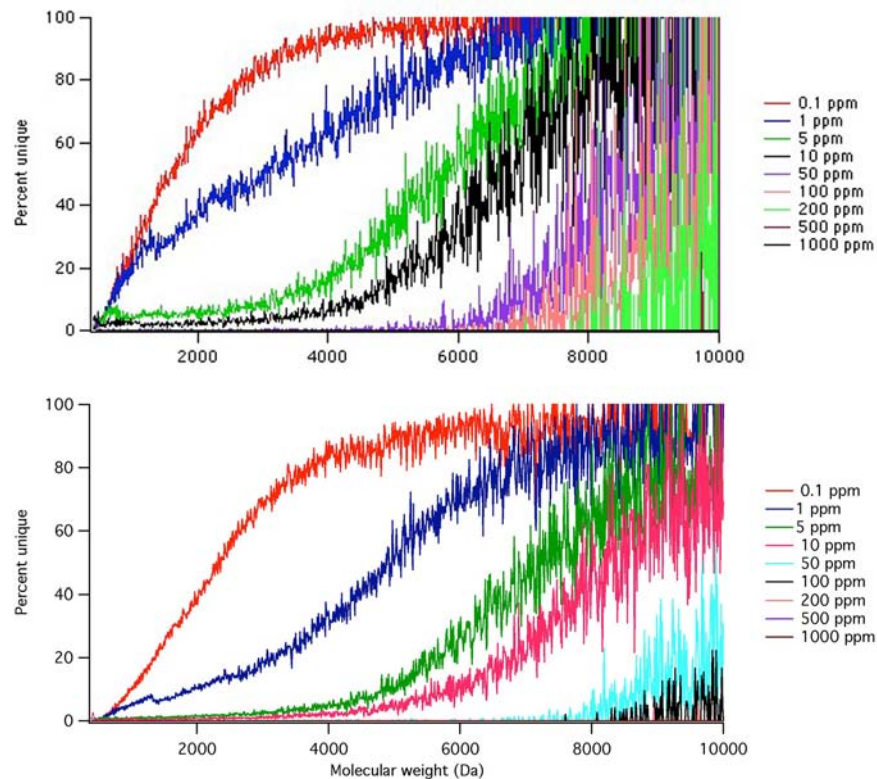 100
80
60
40
20
0
Percent unique
2000 4000 6000 8000 10000
0.1 ppm
1 ppm
5 ppm
10 ppm
50 ppm
100 ppm
200 ppm
500 ppm
1000 ppm
100
80
60
40
20
0
Percent unique
2000 4000 6000 8000 10000
Molecular weight (Da)
0.1 ppm
1 ppm
5 ppm
10 ppm
50 ppm
100 ppm
200 ppm
500 ppm
1000 ppm